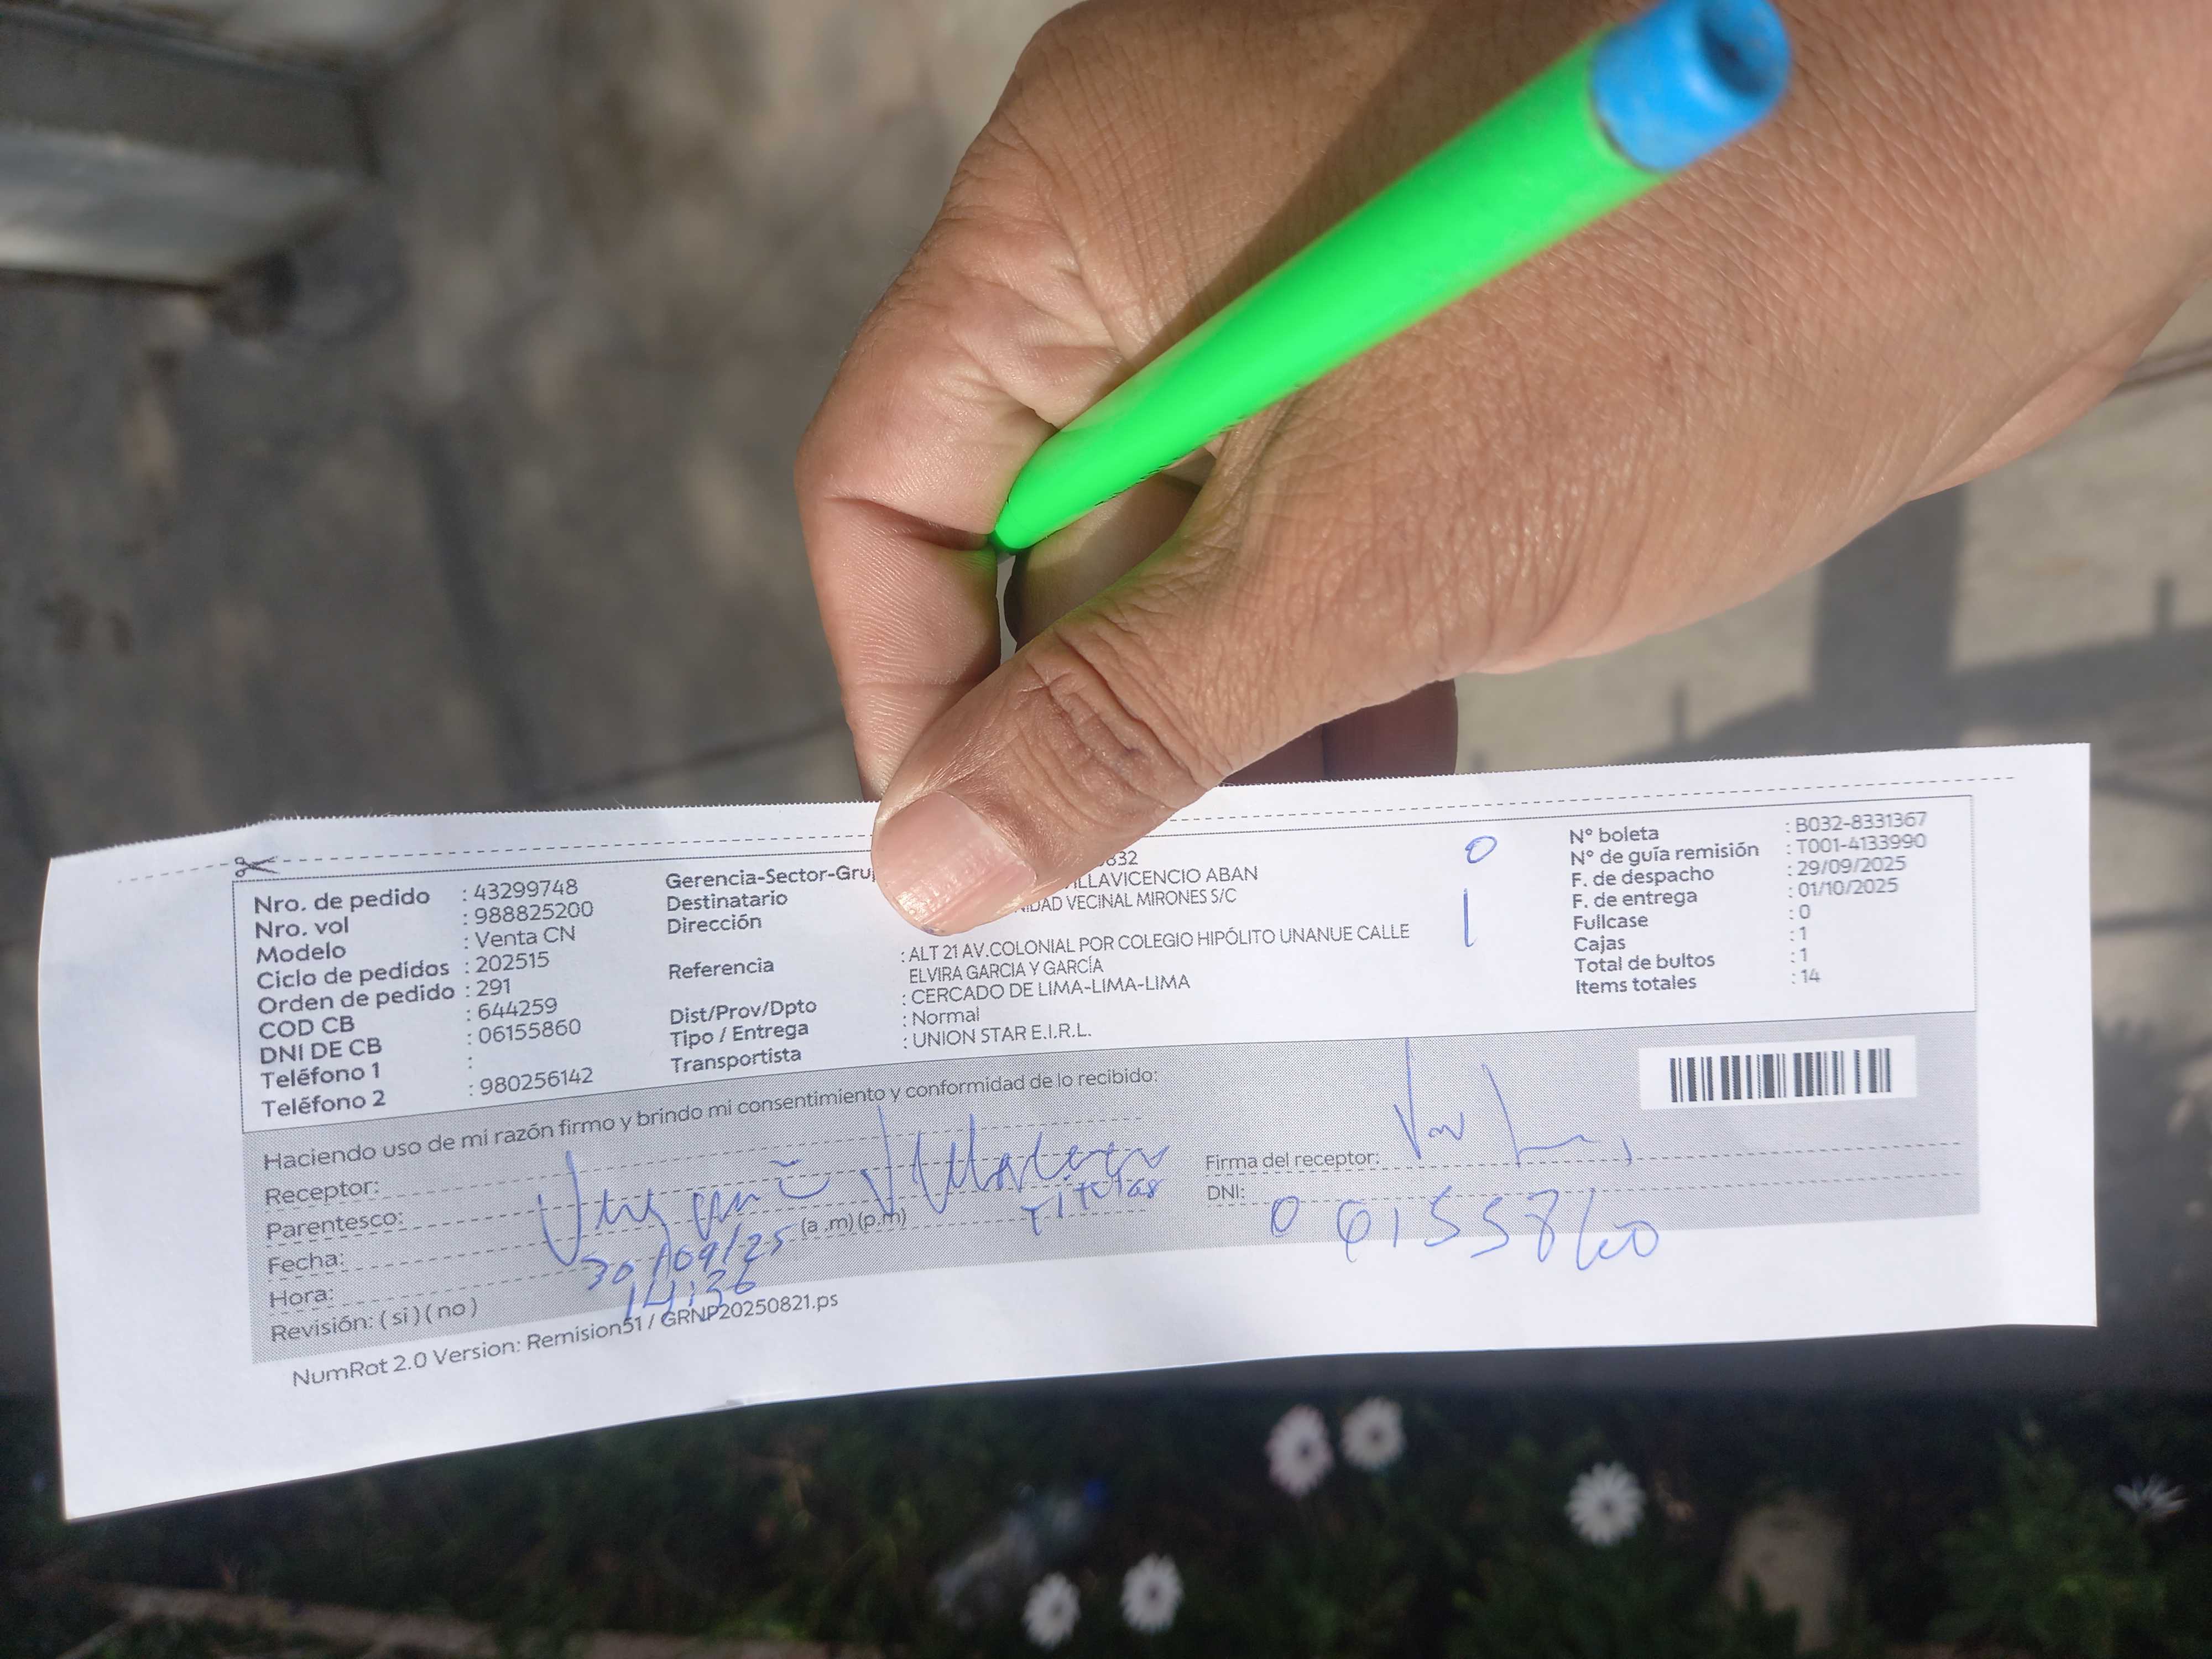 Nro. de pedido : 43299748
Nro. vol : 988825200
Modelo : Venta CN
Ciclo de pedidos : 202515
Orden de pedido : 291
COD CB : 644259
DNI DE CB : 06155860
Teléfono 1 :
Teléfono 2 : 980256142
Gerencia-Sector-Gru
Destinatario ILLAVICENCIO ABAN
Dirección VECINAL MIRONES S/C
Referencia : ALT 21 AV.COLONIAL POR COLEGIO HIPÓLITO UNANUE CALLE
ELVIRA GARCIA Y GARCÍA
Dist/Prov/Dpto : CERCADO DE LIMA-LIMA-LIMA
Tipo / Entrega : Normal
Transportista : UNION STAR E.I.R.L.
0
1
N° boleta : B032-8331367
N° de guía remisión : T001-4133990
F. de despacho : 29/09/2025
F. de entrega : 01/10/2025
Fullcase : 0
Cajas : 1
Total de bultos : 1
Items totales : 14
Haciendo uso de mi razón firmo y brindo mi consentimiento y conformidad de lo recibido:
Receptor:
Parentesco: Titular
Fecha: 30/09/25 (a .m) (p.m)
Hora: 14:36
Revisión: ( si ) ( no )
Firma del receptor:
DNI: 06155860
NumRot 2.0 Version: Remision51 / GRNP20250821.ps